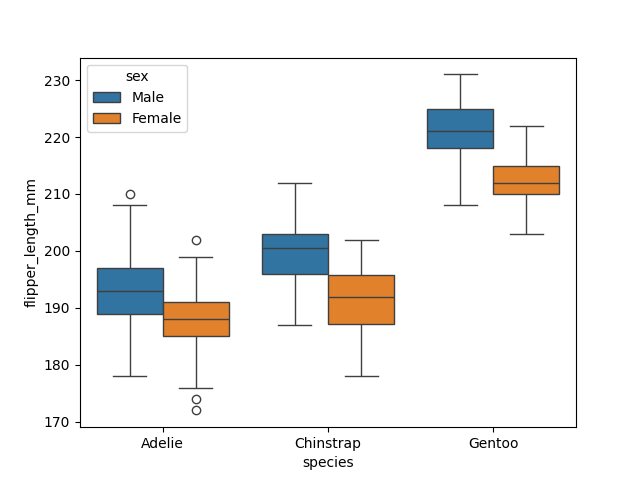 sex
Male
Female
flipper_length_mm
230
220
210
200
190
180
170
Adelie Chinstrap Gentoo
species